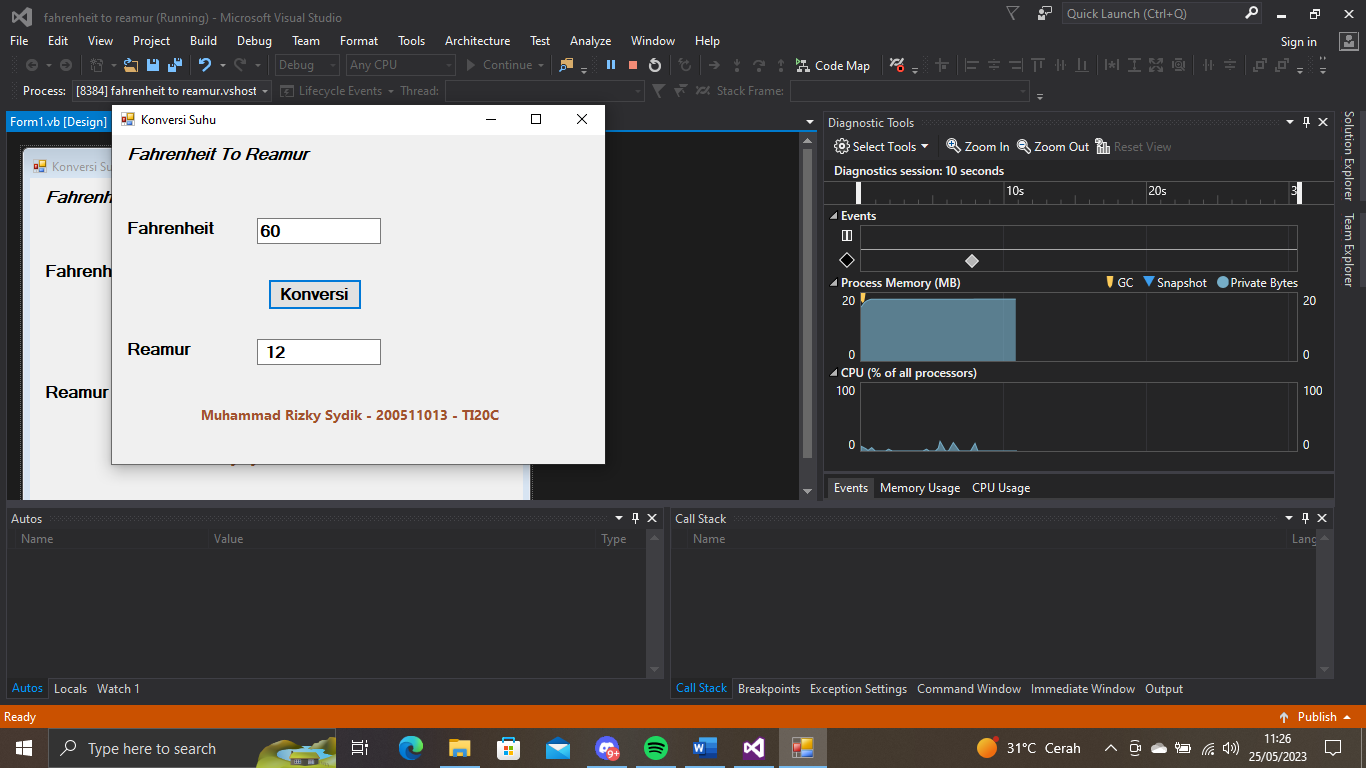 fahrenheit to reamur (Running) - Microsoft Visual Studio
Quick Launch (Ctrl+Q)
File Edit View Project Build Debug Team Format Tools Architecture Test Analyze Window Help
Sign in
Debug Any CPU Continue Code Map
Process: [8384] fahrenheit to reamur.vshost Lifecycle Events Thread: Stack Frame:
Form1.vb [Design]
Konversi Su
Fahrenh
Fahrenh
Reamur
Konversi Suhu
Fahrenheit To Reamur
Fahrenheit 60
Konversi
Reamur 12
Muhammad Rizky Sydik - 200511013 - TI20C
Diagnostic Tools
Select Tools Zoom In Zoom Out Reset View
Diagnostics session: 10 seconds
10s 20s 3
Events
Process Memory (MB) GC Snapshot Private Bytes
20 20
0 0
CPU (% of all processors)
100 100
0 0
Events Memory Usage CPU Usage
Solution Explorer
Team Explorer
Autos
Name Value Type
Autos Locals Watch 1
Call Stack
Name Lang
Call Stack Breakpoints Exception Settings Command Window Immediate Window Output
Ready
Publish
Type here to search
9+
31°C Cerah
11:26
25/05/2023